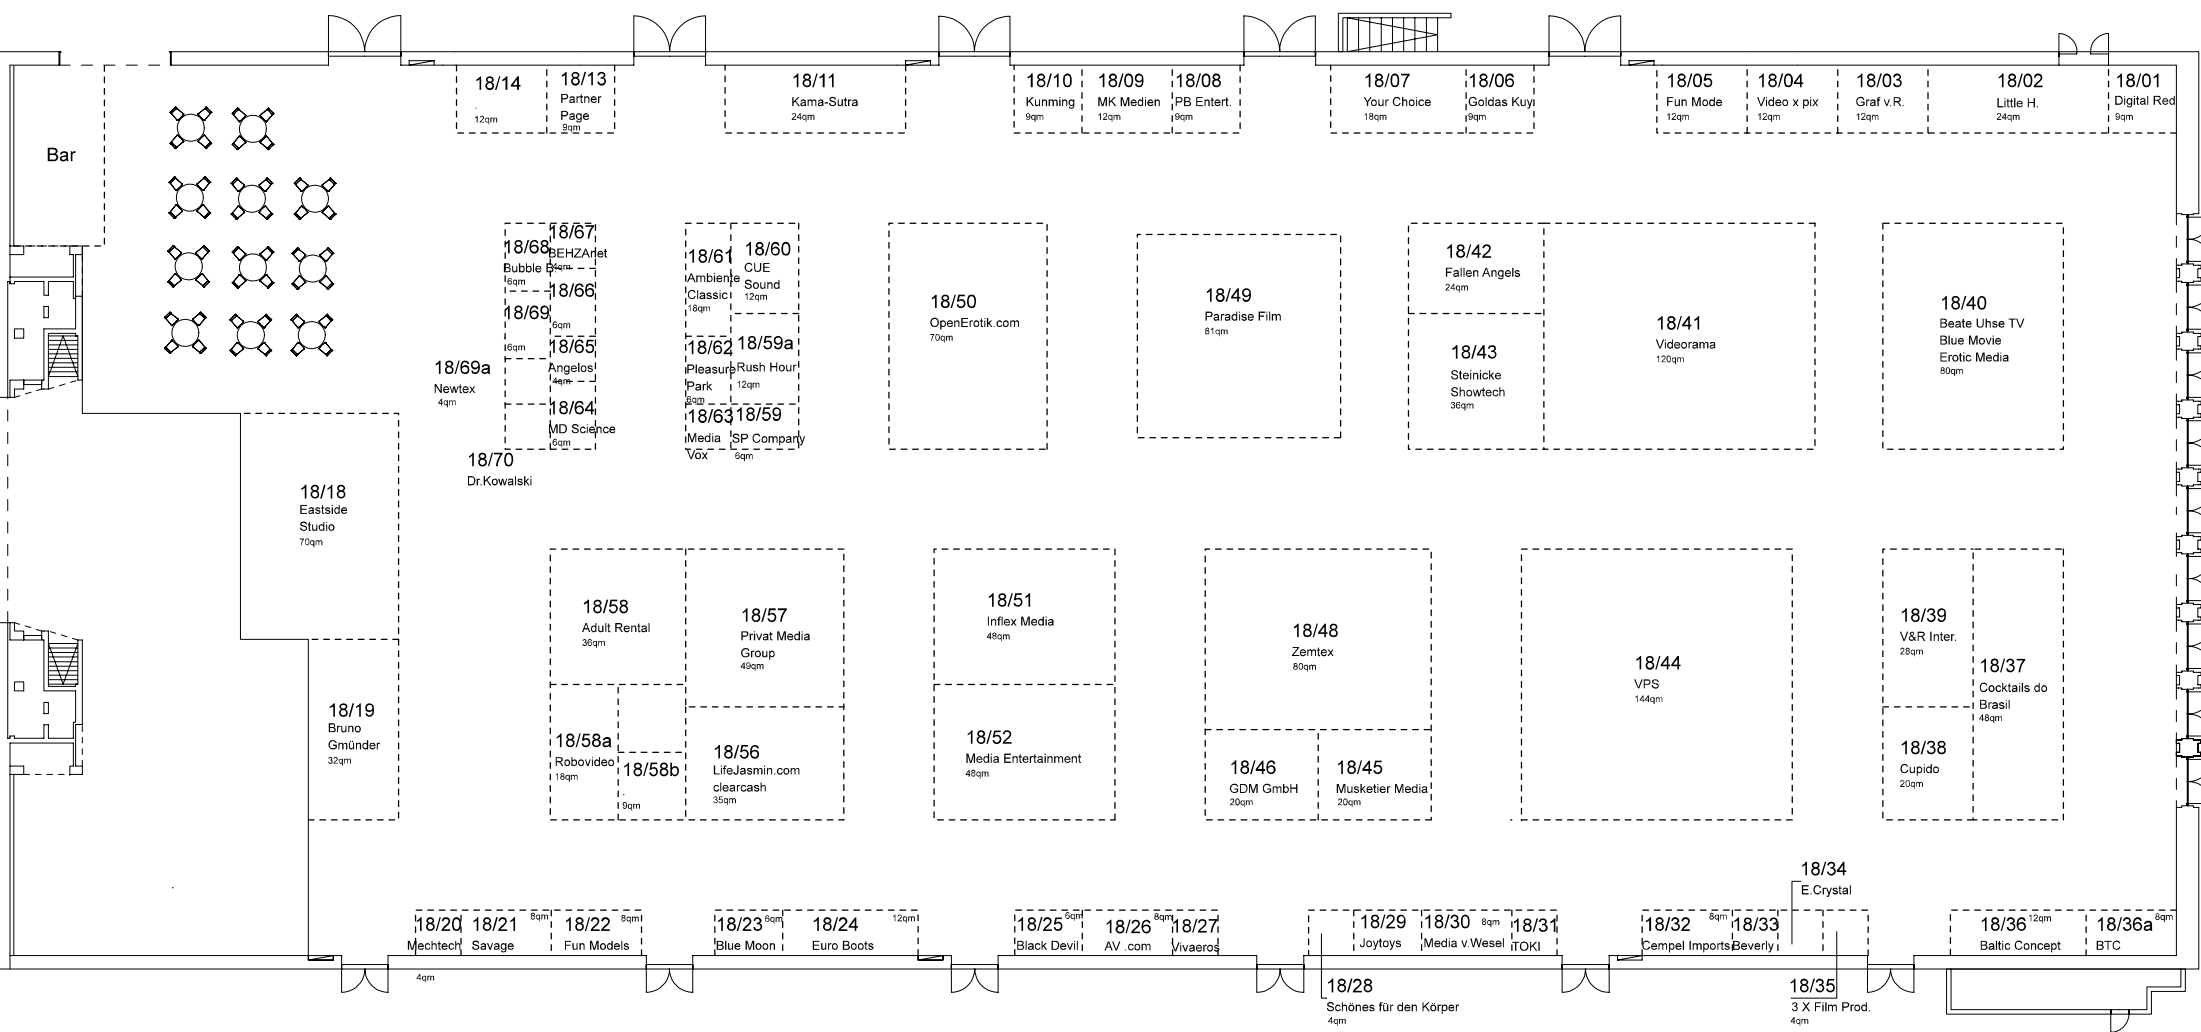 Bar
18/14
.
12qm
18/13
Partner
Page
9qm
18/11
Kama-Sutra
24qm
18/10
Kunming
9qm
18/09
MK Medien
12qm
18/08
PB Entert.
9qm
18/07
Your Choice
18qm
18/06
Goldas Kuyi
9qm
18/05
Fun Mode
12qm
18/04
Video x pix
12qm
18/03
Graf v.R.
12qm
18/02
Little H.
24qm
18/01
Digital Red
9qm
18/68
Bubble B
6qm
18/67
BEHZAnet
4qm
18/66
6qm
18/69
6qm
18/65
Angelos
4qm
18/69a
Newtex
4qm
18/64
MD Science
6qm
18/70
Dr.Kowalski
18/61
Ambiente
Classic
18qm
18/60
CUE
Sound
12qm
18/62
Pleasure
Park
6qm
18/59a
Rush Hour
12qm
18/63
Media
Vox
18/59
SP Company
6qm
18/50
OpenErotik.com
70qm
18/49
Paradise Film
81qm
18/42
Fallen Angels
24qm
18/43
Steinicke
Showtech
36qm
18/41
Videorama
120qm
18/40
Beate Uhse TV
Blue Movie
Erotic Media
80qm
18/18
Eastside
Studio
70qm
18/19
Bruno
Gmünder
32qm
18/58
Adult Rental
36qm
18/57
Privat Media
Group
49qm
18/58a
Robovideo
18qm
18/58b
.
9qm
18/56
LifeJasmin.com
clearcash
35qm
18/51
Inflex Media
48qm
18/52
Media Entertainment
48qm
18/48
Zemtex
80qm
18/46
GDM GmbH
20qm
18/45
Musketier Media
20qm
18/44
VPS
144qm
18/39
V&R Inter.
28qm
18/37
Cocktails do
Brasil
48qm
18/38
Cupido
20qm
18/34
E.Crystal
18/20
Mechtech
4qm
18/21 8qm
Savage
18/22 8qm
Fun Models
18/23 6qm
Blue Moon
18/24 12qm
Euro Boots
18/25 6qm
Black Devil
18/26 8qm
AV .com
18/27
Vivaeros
18/28
Schönes für den Körper
4qm
18/29
Joytoys
18/30 8qm
Media v.Wesel
18/31
TOKI
18/32 8qm
Cempel Imports
18/33
Beverly
18/35
3 X Film Prod.
4qm
18/36 12qm
Baltic Concept
18/36a 8qm
BTC